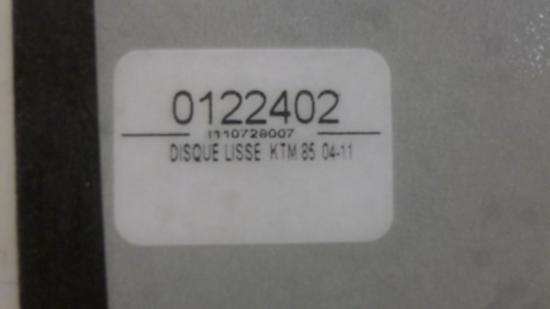 0122402
I110728007
DISQUE LISSE KTM 85 04-11